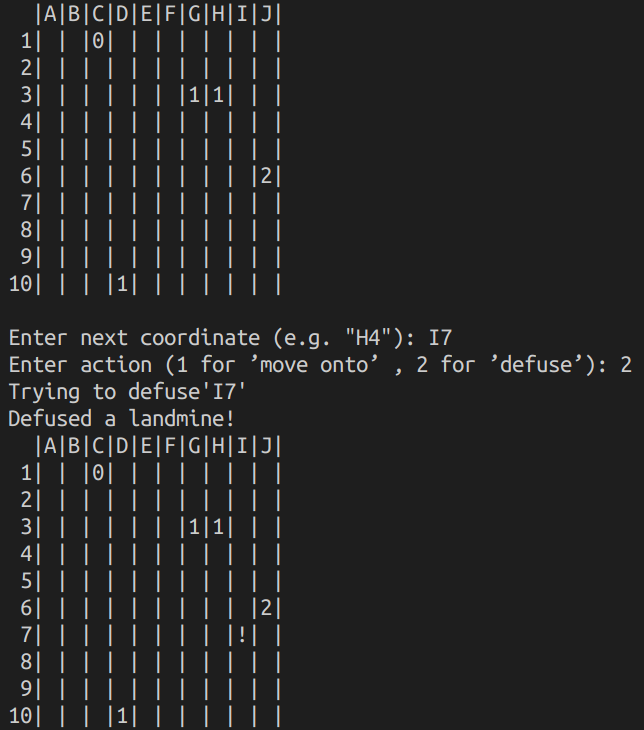 |A|B|C|D|E|F|G|H|I|J|
 1| | |0| | | | | | | |
 2| | | | | | | | | | |
 3| | | | | | |1|1| | |
 4| | | | | | | | | | |
 5| | | | | | | | | | |
 6| | | | | | | | | |2|
 7| | | | | | | | | | |
 8| | | | | | | | | | |
 9| | | | | | | | | | |
10| | | |1| | | | | | |

Enter next coordinate (e.g. "H4"): I7
Enter action (1 for ’move onto’ , 2 for ’defuse’): 2
Trying to defuse'I7'
Defused a landmine!
  |A|B|C|D|E|F|G|H|I|J|
 1| | |0| | | | | | | |
 2| | | | | | | | | | |
 3| | | | | | |1|1| | |
 4| | | | | | | | | | |
 5| | | | | | | | | | |
 6| | | | | | | | | |2|
 7| | | | | | | | |!| |
 8| | | | | | | | | | |
 9| | | | | | | | | | |
10| | | |1| | | | | | |